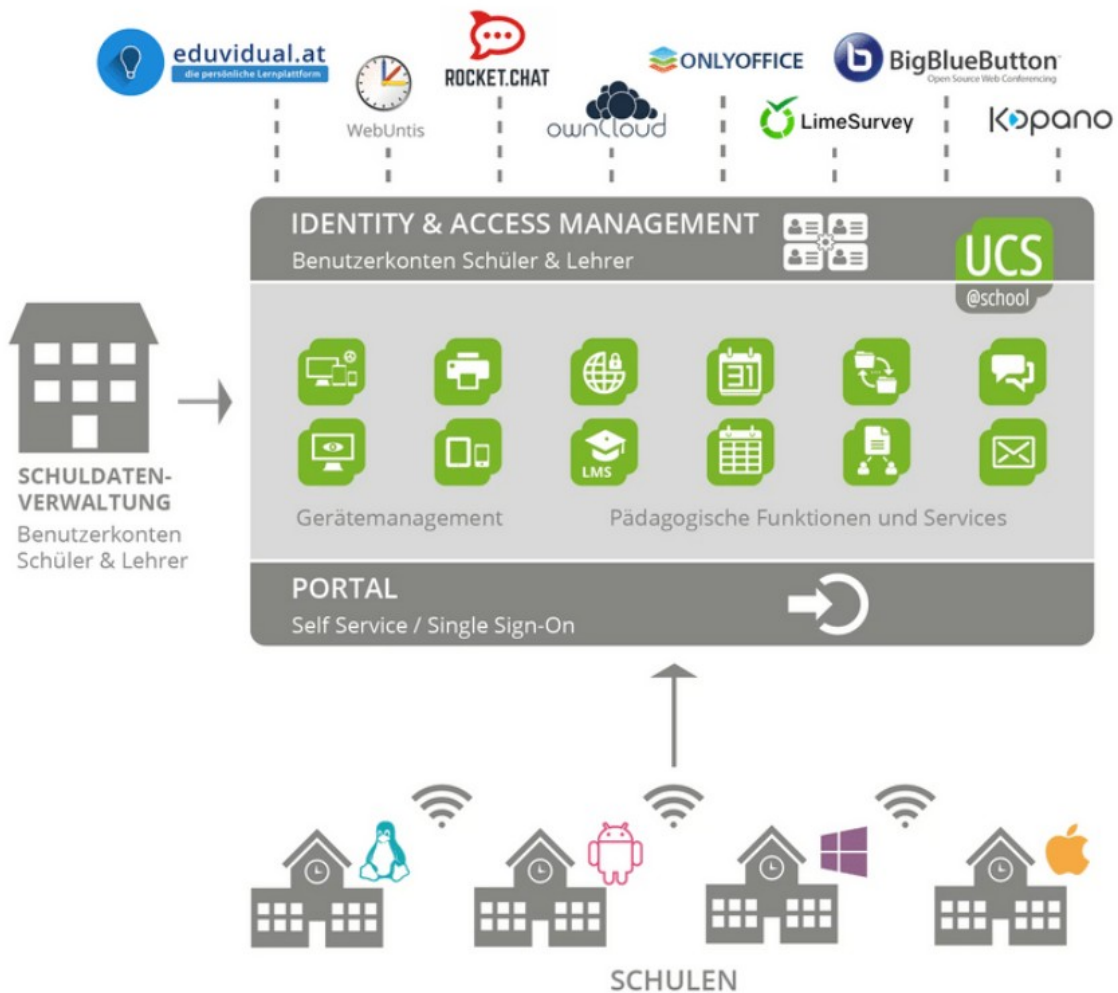 eduvidual.at
die persönliche Lernplattform
WebUntis
ROCKET.CHAT
ownCloud
ONLYOFFICE
LimeSurvey
BigBlueButton
Open Source Web Conferencing
Kopano
IDENTITY & ACCESS MANAGEMENT
Benutzerkonten Schüler & Lehrer
UCS
@school
31
LMS
Gerätemanagement
Pädagogische Funktionen und Services
SCHULDATEN-
VERWALTUNG
Benutzerkonten
Schüler & Lehrer
PORTAL
Self Service / Single Sign-On
SCHULEN